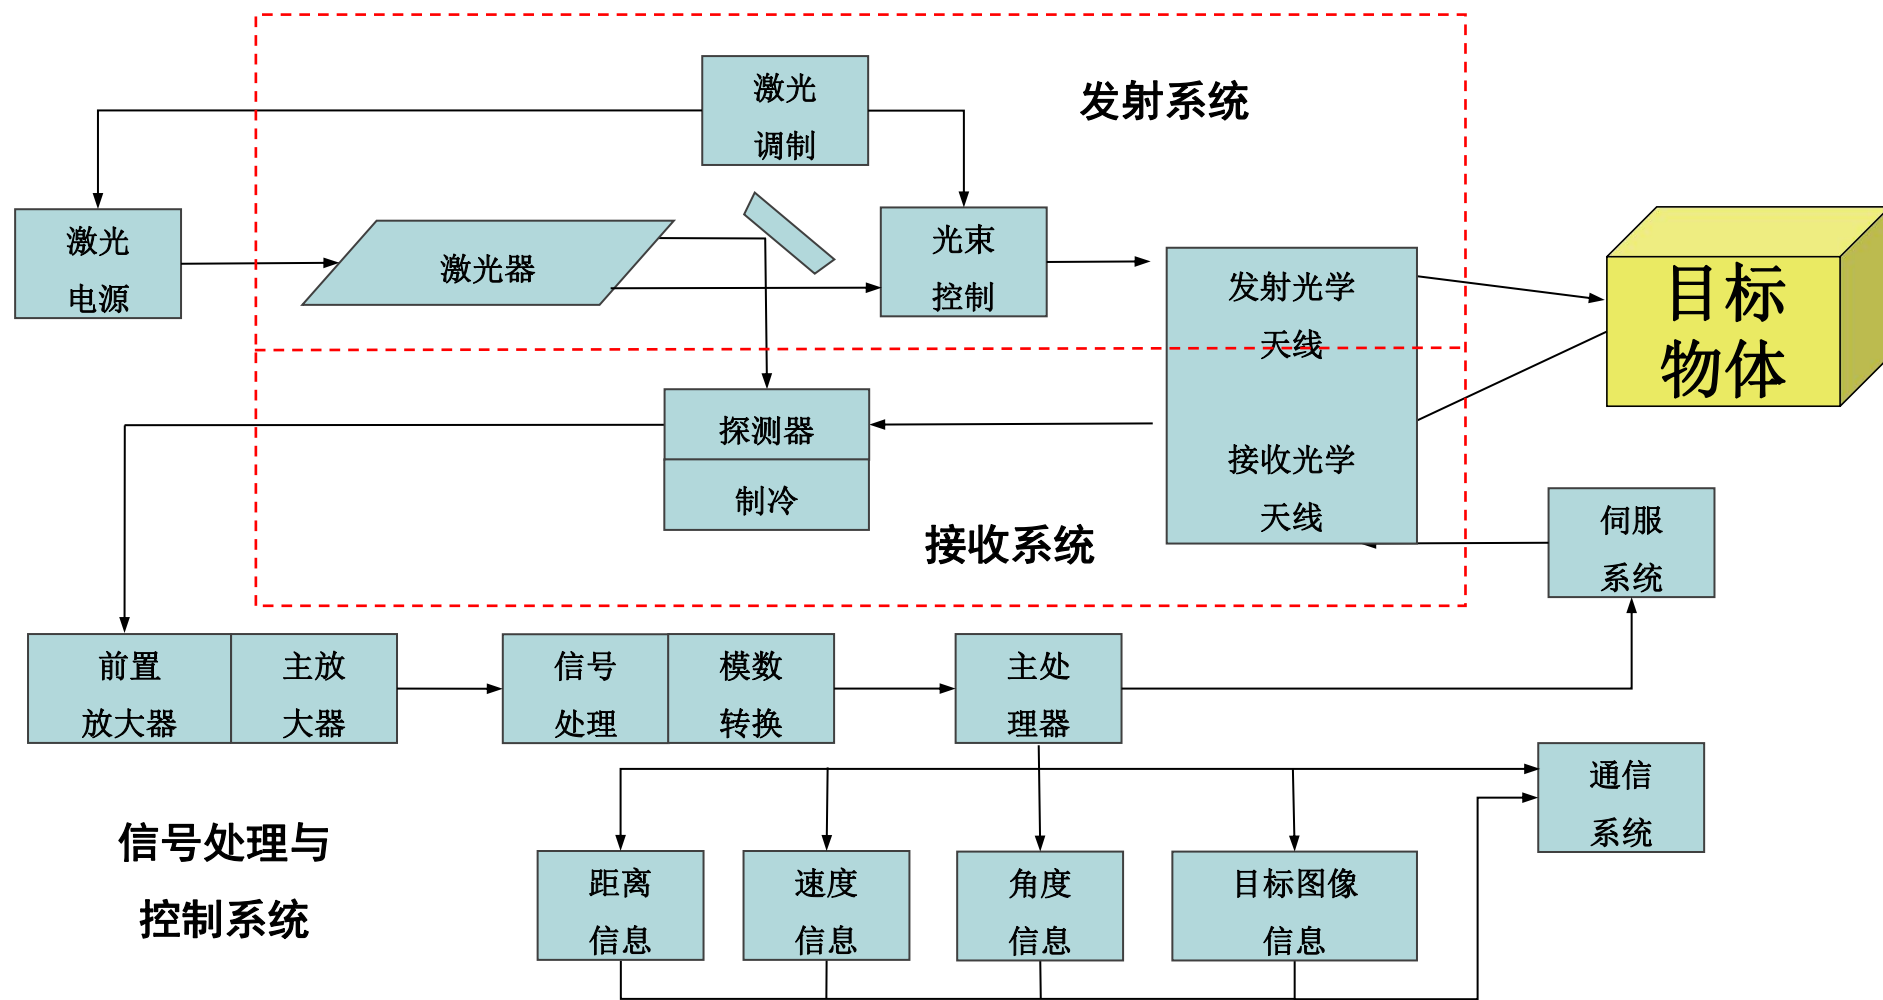 激光
调制
发射系统
激光
电源
激光器
光束
控制
发射光学
天线
目标
物体
探测器
制冷
接收光学
天线
接收系统
伺服
系统
前置
放大器
主放
大器
信号
处理
模数
转换
主处
理器
通信
系统
信号处理与
控制系统
距离
信息
速度
信息
角度
信息
目标图像
信息